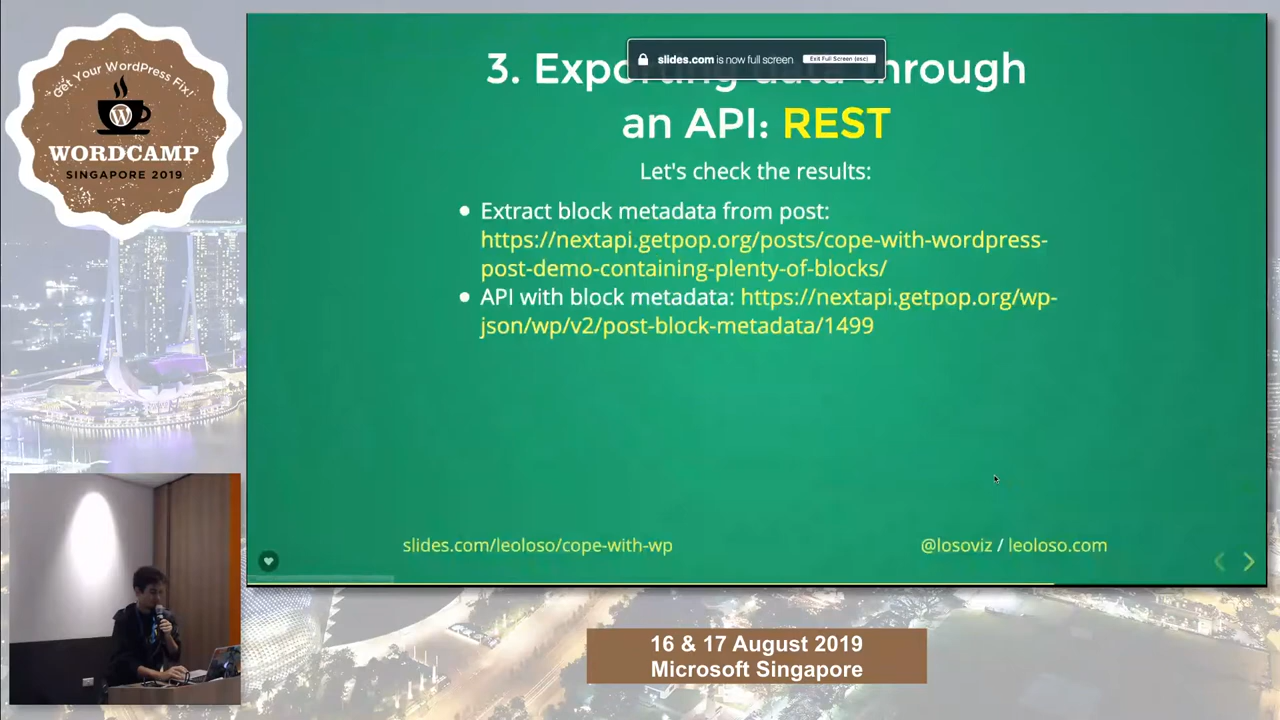 Get Your WordPress Fix!
WORDCAMP
SINGAPORE 2019
slides.com is now full screen
Exit Full Screen (esc)
3. Exporting data through
an API: REST
Let's check the results:
Extract block metadata from post:
https://nextapi.getpop.org/posts/cope-with-wordpress-
post-demo-containing-plenty-of-blocks/
API with block metadata: https://nextapi.getpop.org/wp-
json/wp/v2/post-block-metadata/1499
slides.com/leoloso/cope-with-wp
@losoviz / leoloso.com
16 & 17 August 2019
Microsoft Singapore